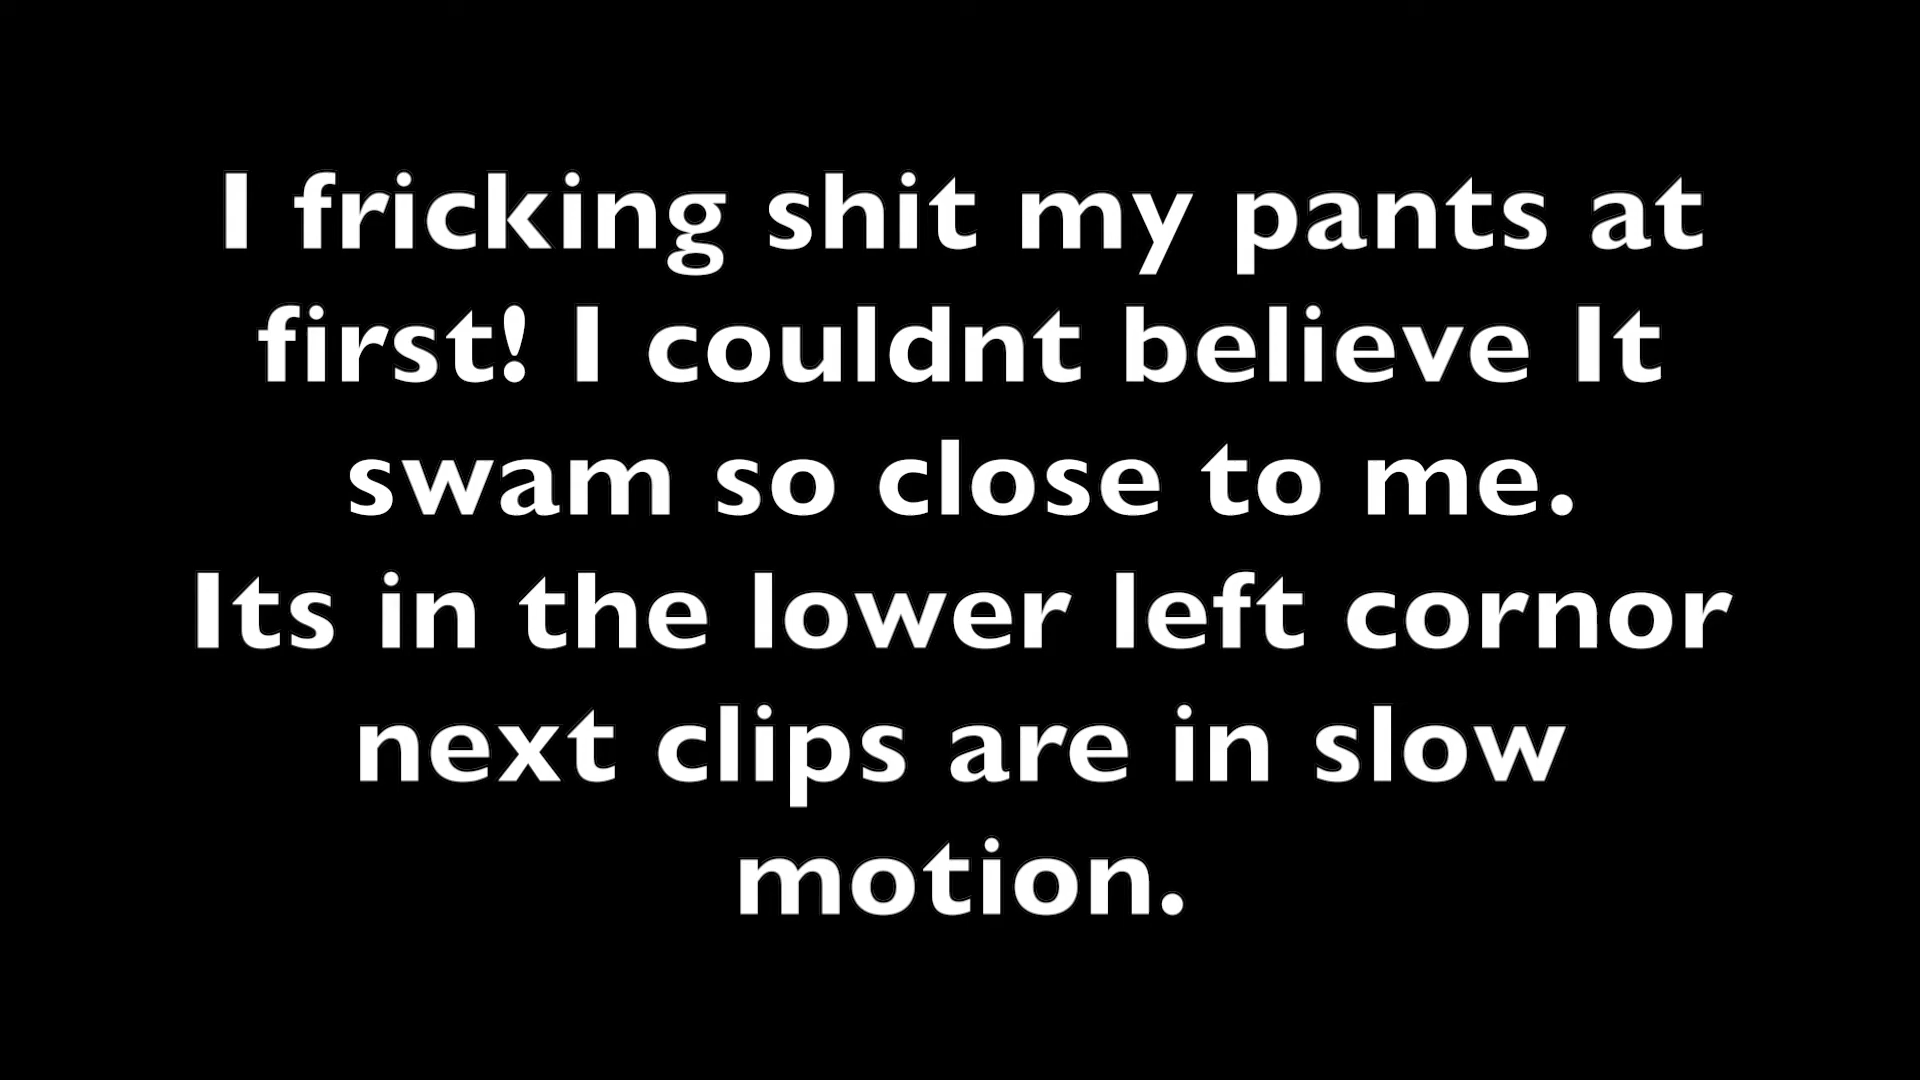 I fricking shit my pants at
first! I couldnt believe It
swam so close to me.
Its in the lower left cornor
next clips are in slow
motion.